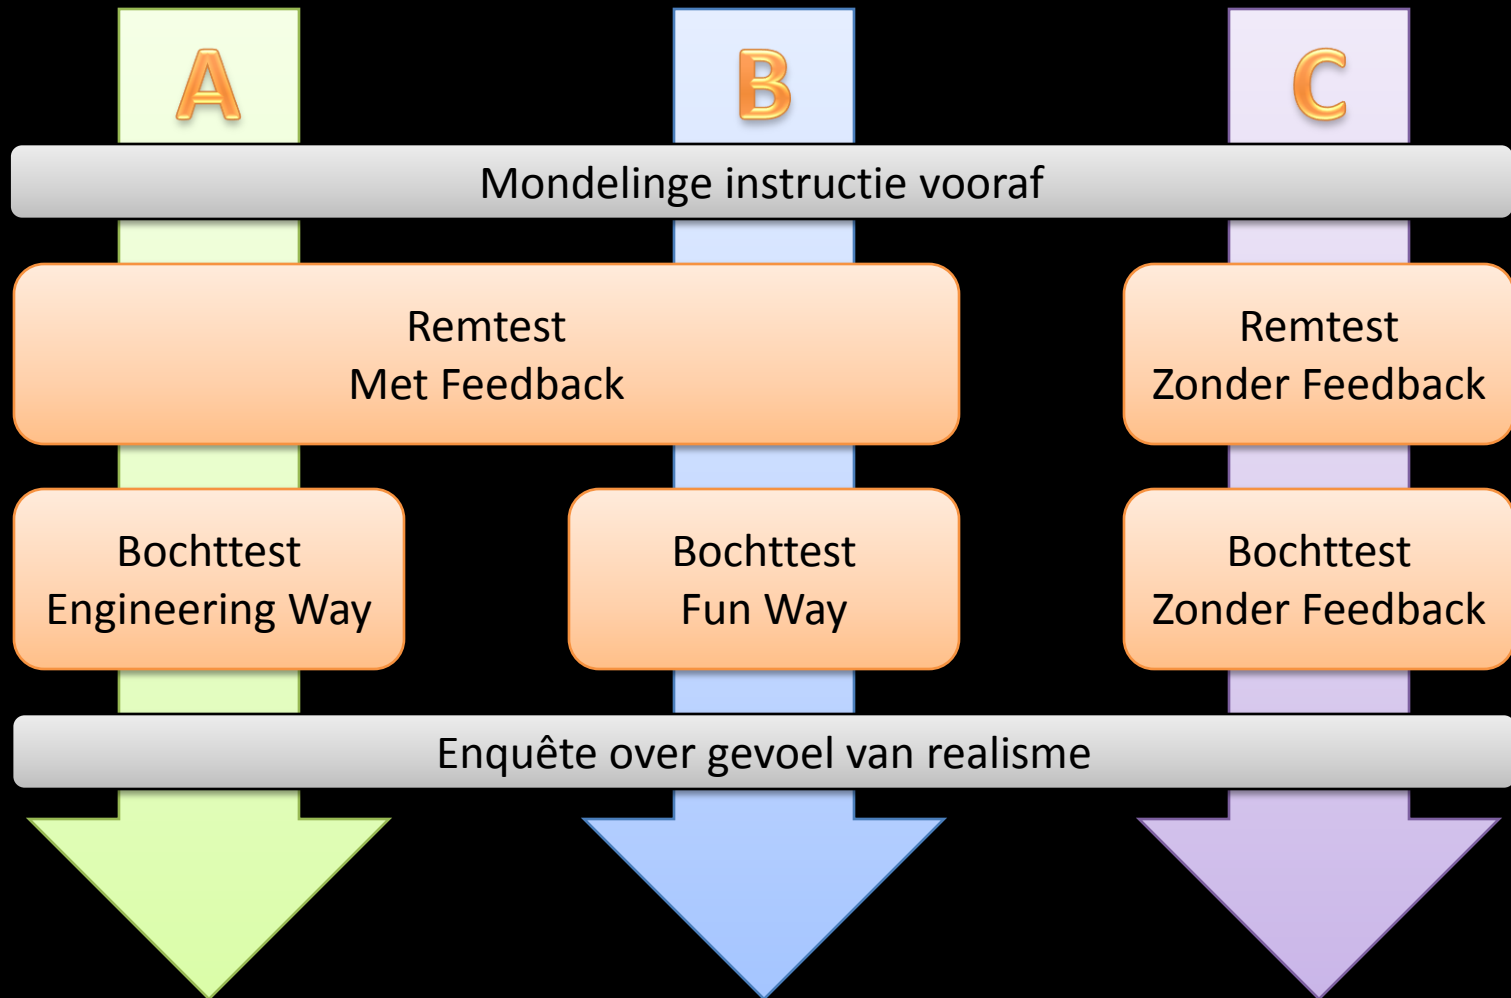 A
B
C
Mondelinge instructie vooraf
Remtest
Met Feedback
Remtest
Zonder Feedback
Bochttest
Engineering Way
Bochttest
Fun Way
Bochttest
Zonder Feedback
Enquête over gevoel van realisme